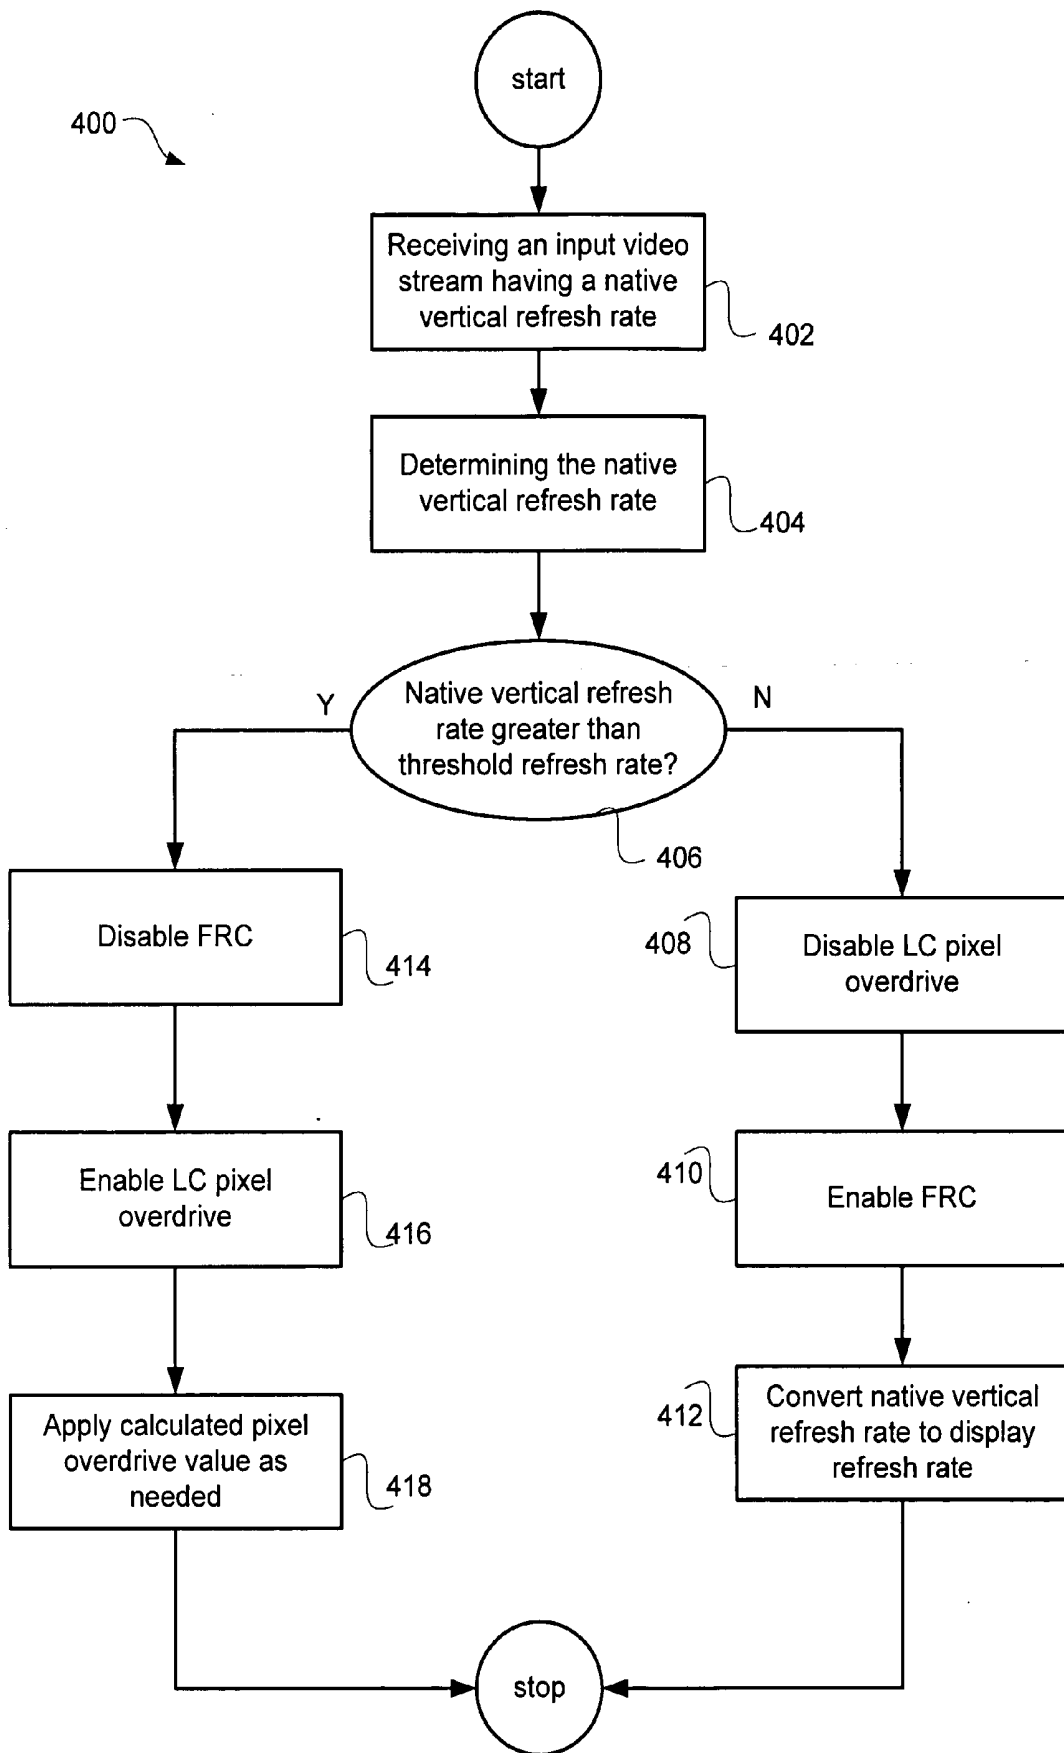 start
400
Receiving an input video
stream having a native
vertical refresh rate
402
Determining the native
vertical refresh rate
404
Native vertical refresh
rate greater than
threshold refresh rate?
Y
N
406
Disable FRC
414
408
Disable LC pixel
overdrive
Enable LC pixel
overdrive
416
410
Enable FRC
Apply calculated pixel
overdrive value as
needed
418
412
Convert native vertical
refresh rate to display
refresh rate
stop